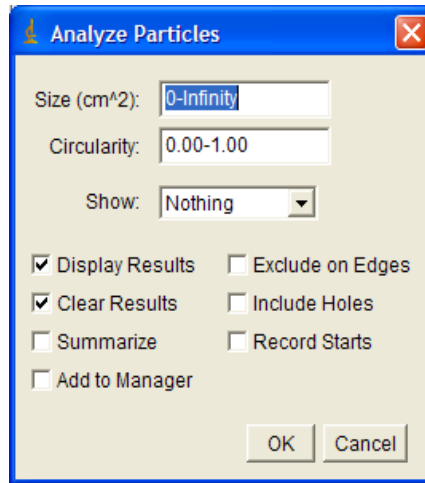 Analyze Particles
Size (cm^2): 0-Infinity
Circularity: 0.00-1.00
Show: Nothing
Display Results Exclude on Edges
Clear Results Include Holes
Summarize Record Starts
Add to Manager
OK Cancel